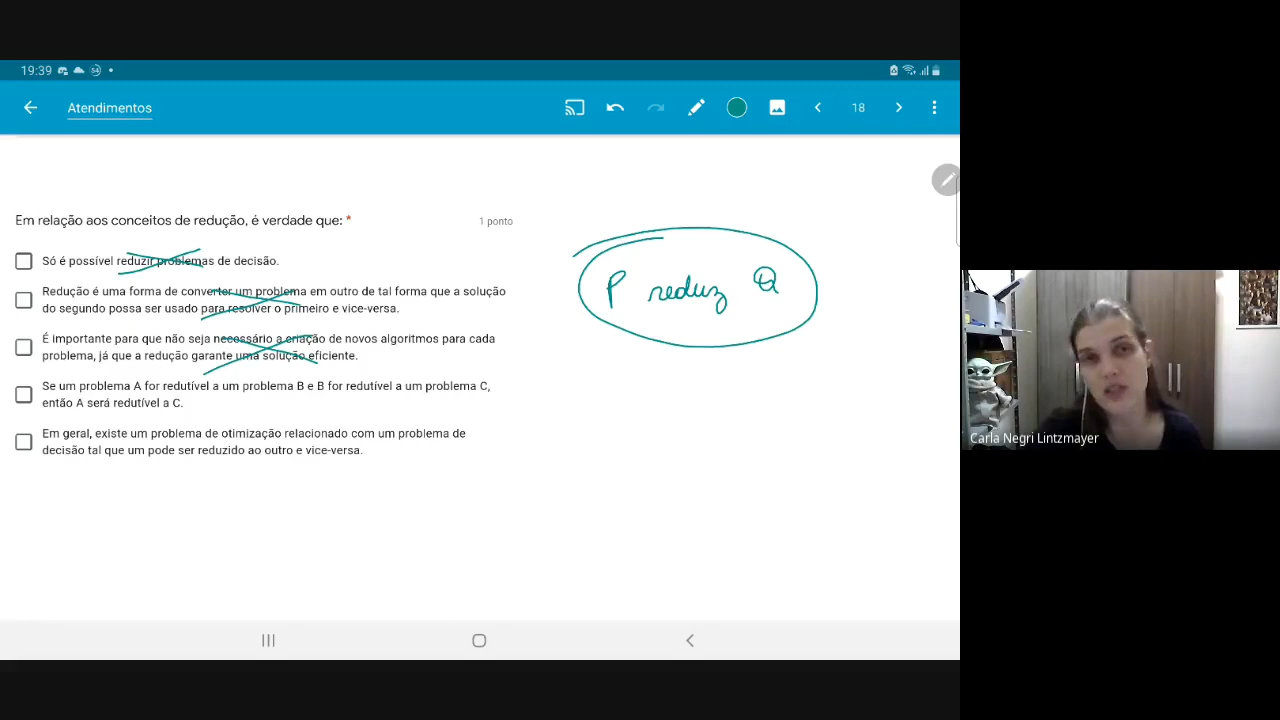 19:39
Atendimentos
18
Em relação aos conceitos de redução, é verdade que: *
1 ponto
Só é possível reduzir problemas de decisão.
Redução é uma forma de converter um problema em outro de tal forma que a solução
do segundo possa ser usado para resolver o primeiro e vice-versa.
É importante para que não seja necessário a criação de novos algoritmos para cada
problema, já que a redução garante uma solução eficiente.
Se um problema A for redutível a um problema B e B for redutível a um problema C,
então A será redutível a C.
Em geral, existe um problema de otimização relacionado com um problema de
decisão tal que um pode ser reduzido ao outro e vice-versa.
P reduz Q
Carla Negri Lintzmayer